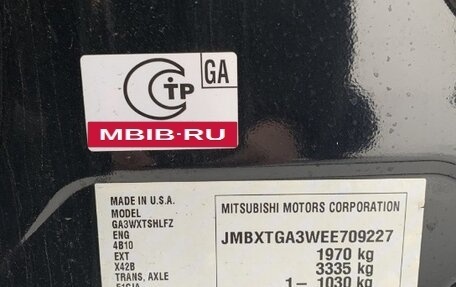 GA
СТР
MBIB·RU
MADE IN U.S.A.
MODEL
GA3WXTSHLFZ
ENG
4B10
EXT
X42B
TRANS, AXLE
MITSUBISHI MOTORS CORPORATION
JMBXTGA3WEE709227
1970 kg
3335 kg
1– 1030 kg